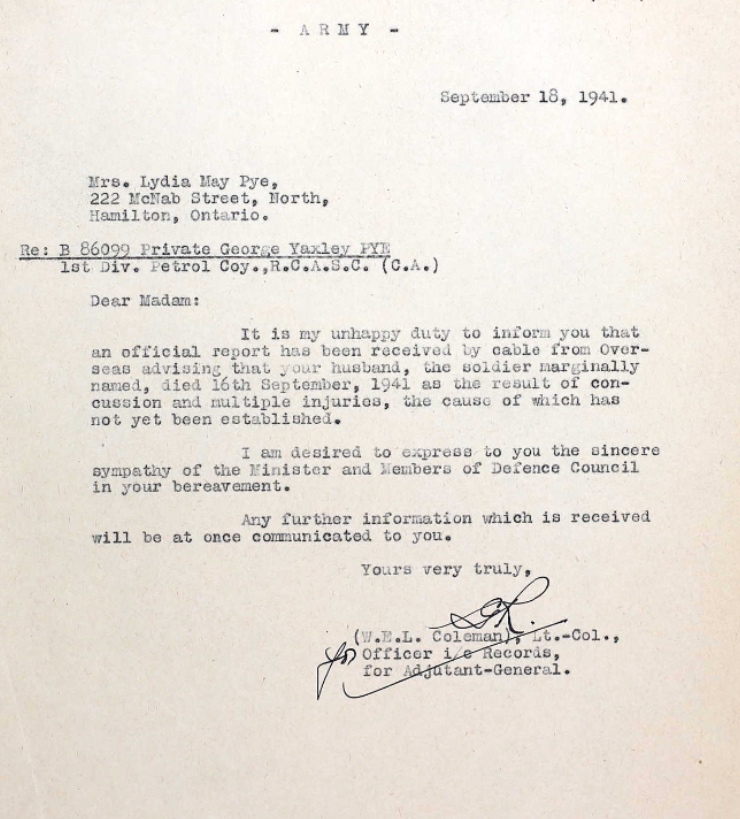 - ARMY -
September 18, 1941.
Mrs. Lydia May Pye,
222 McNab Street, North,
Hamilton, Ontario.
Re: B 86099 Private George Yaxley PYE
1st Div. Petrol Coy.,R.C.A.S.C. (C.A.)
Dear Madam:
It is my unhappy duty to inform you that
an official report has been received by cable from Over-
seas advising that your husband, the soldier marginally
named, died 16th September, 1941 as the result of con-
cussion and multiple injuries, the cause of which has
not yet been established.
I am desired to express to you the sincere
sympathy of the Minister and Members of Defence Council
in your bereavement.
Any further information which is received
will be at once communicated to you.
Yours very truly,
(W.E.L. Coleman), Lt.-Col.,
for Officer i/c Records,
for Adjutant-General.